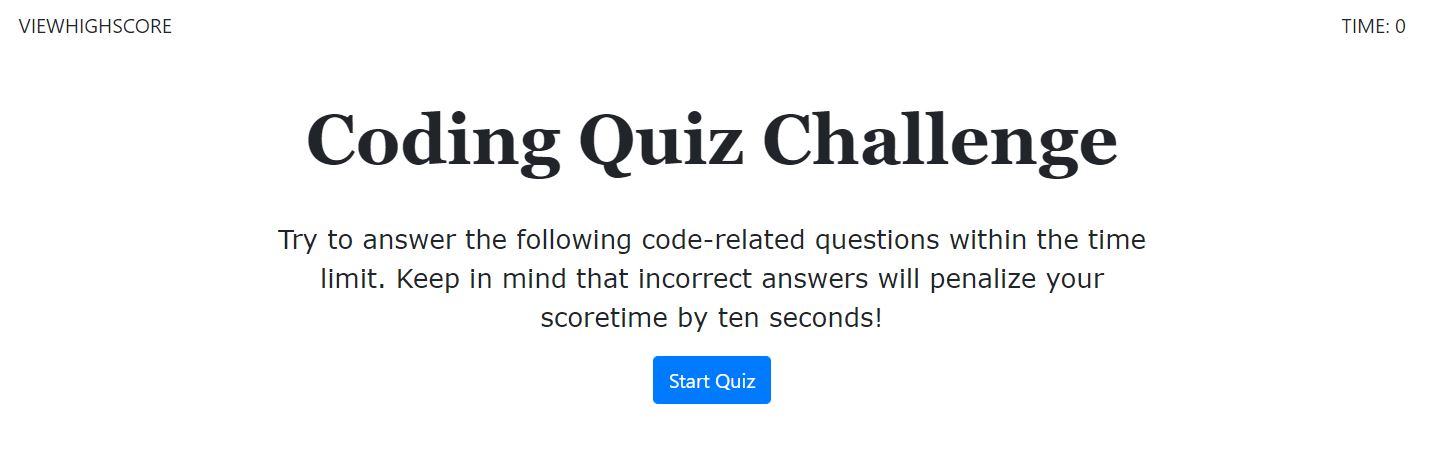 VIEWHIGHSCORE
TIME: 0
Coding Quiz Challenge
Try to answer the following code-related questions within the time
limit. Keep in mind that incorrect answers will penalize your
scoretime by ten seconds!
Start Quiz